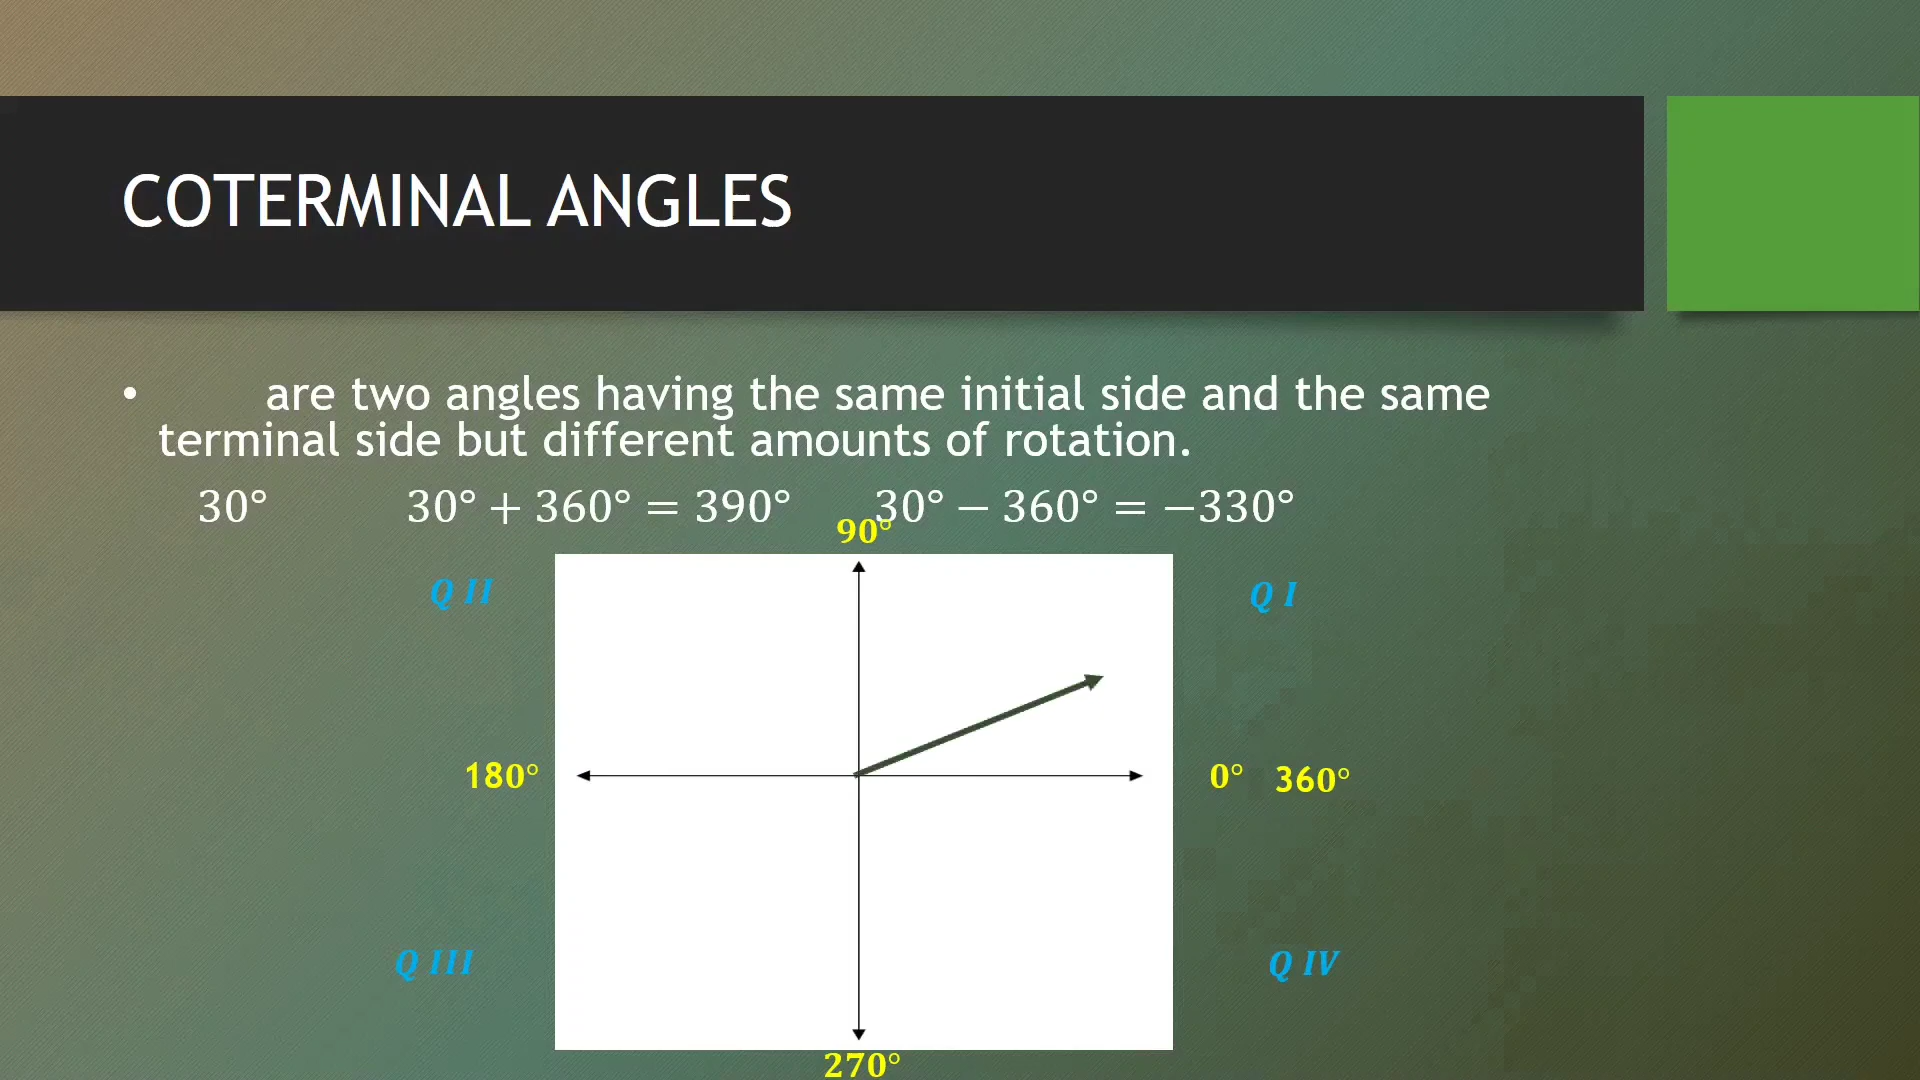 COTERMINAL ANGLES
• are two angles having the same initial side and the same
terminal side but different amounts of rotation.
30° 30° + 360° = 390° 30° − 360° = −330°
90°
Q II Q I
180° 0° 360°
Q III Q IV
270°